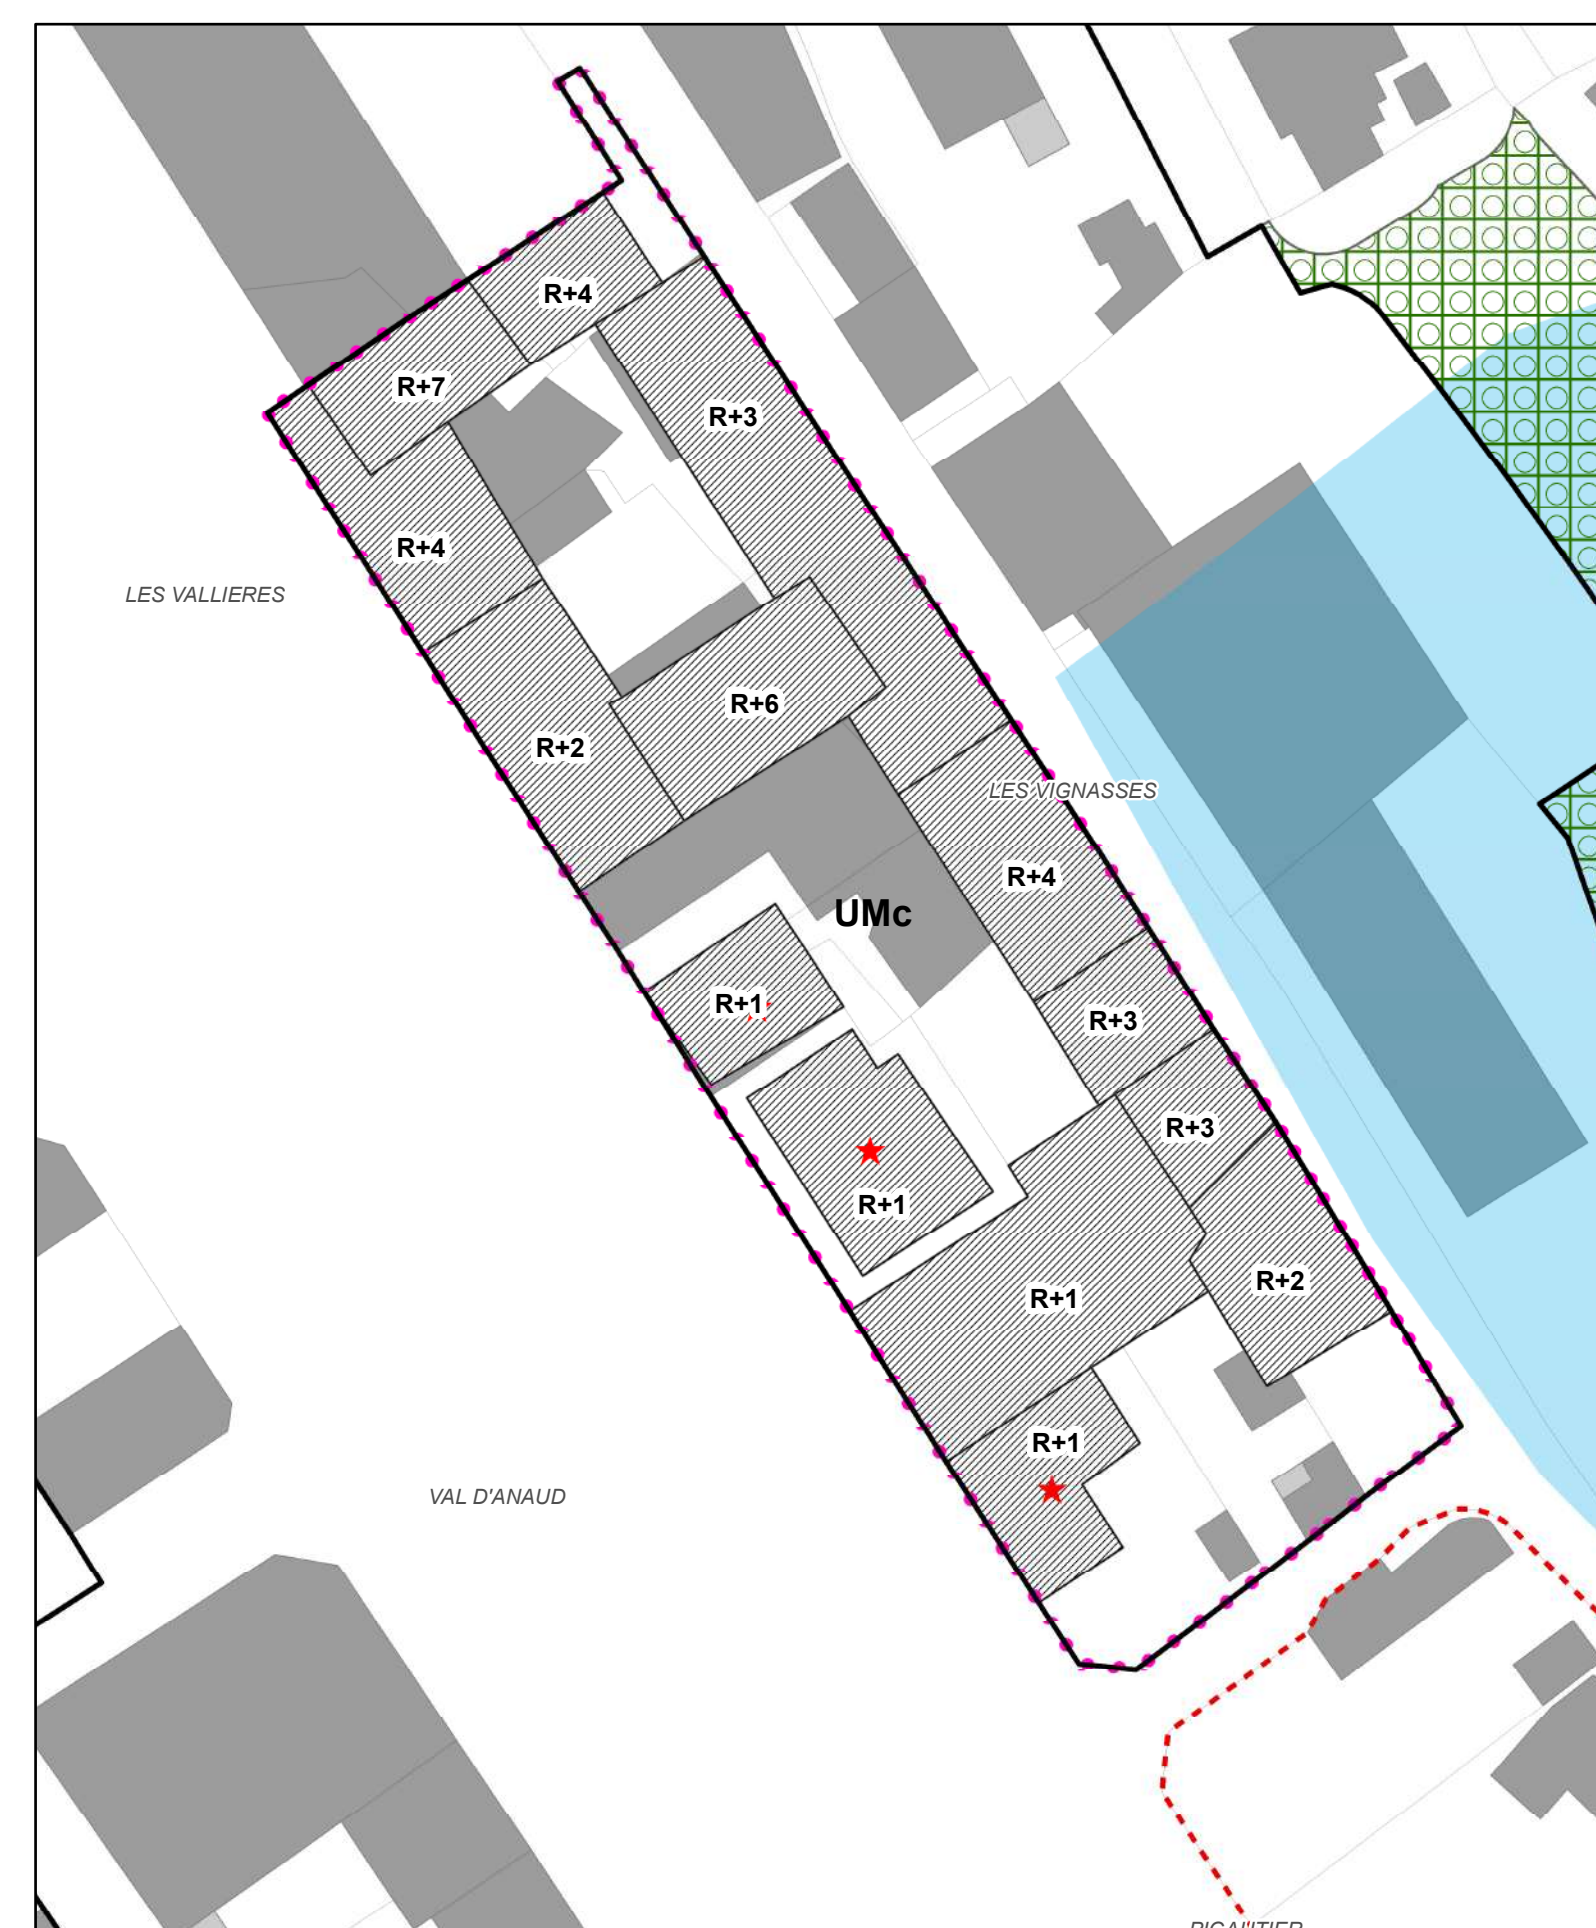 R+4
R+7
R+3
R+4
LES VALLIERES
R+6
R+2
LES VIGNASSES
R+4
UMc
R+1
R+3
R+3
R+1
R+2
R+1
R+1
VAL D'ANAUD